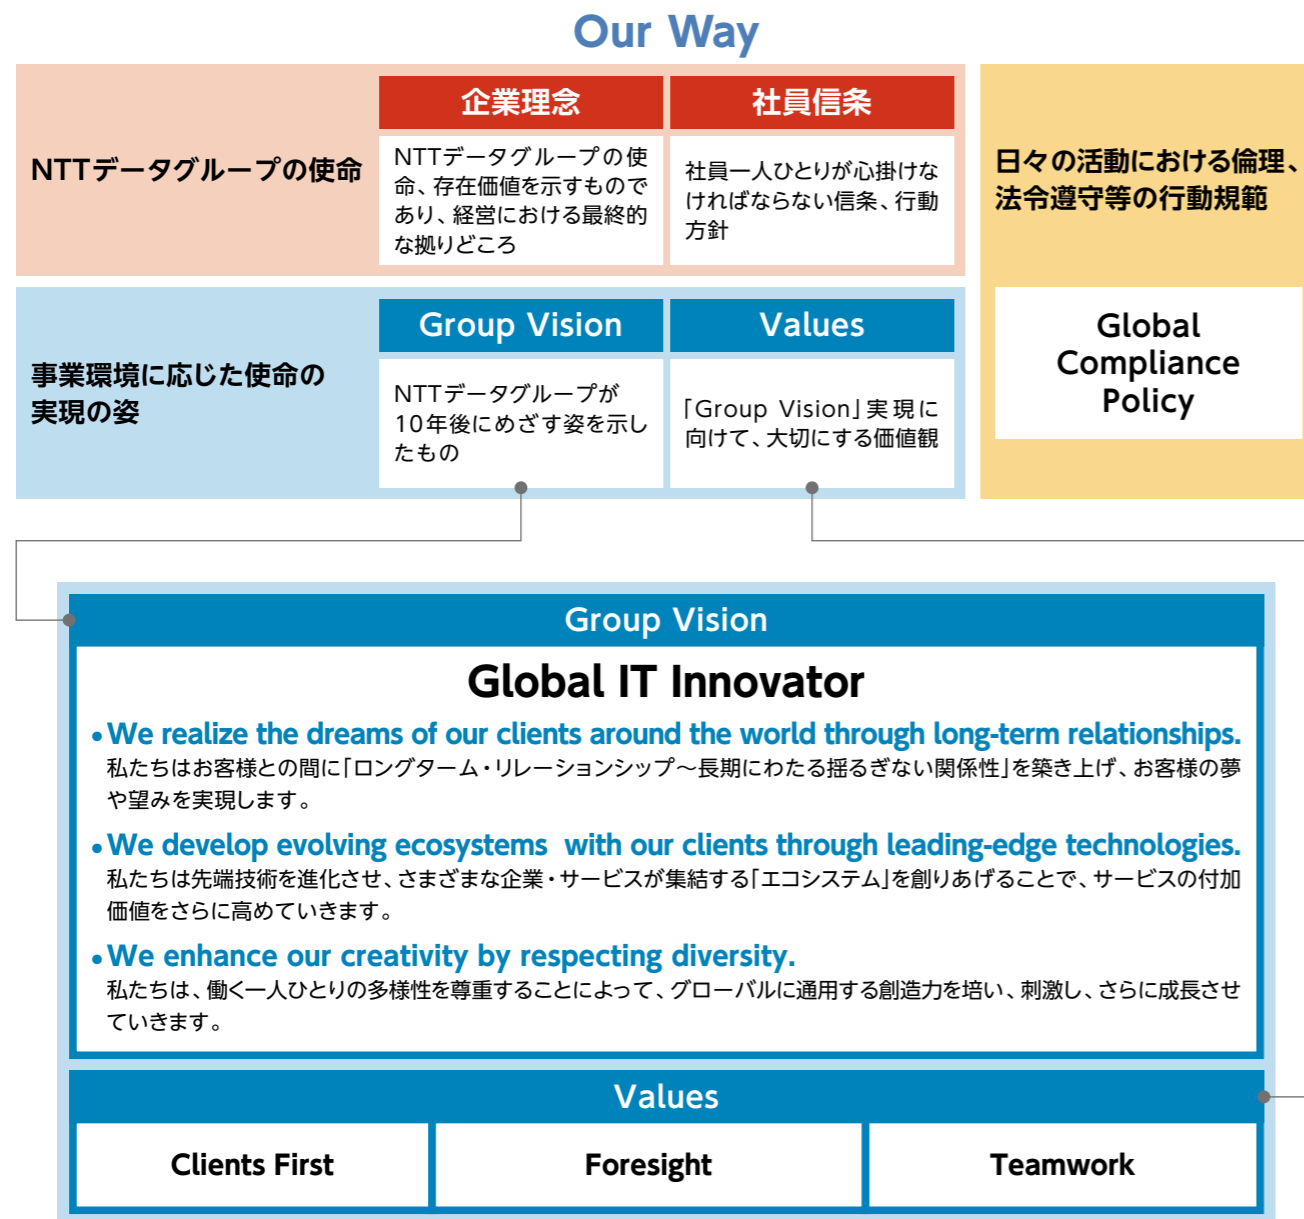 Our Way
NTTデータグループの使命
企業理念
NTTデータグループの使
命、存在価値を示すもので
あり、経営における最終的
な拠りどころ
社員信条
社員一人ひとりが心掛けな
ければならない信条、行動
方針
事業環境に応じた使命の
実現の姿
Group Vision
NTTデータグループが
10年後にめざす姿を示し
たもの
Values
「Group Vision」実現に
向けて、大切にする価値観
日々の活動における倫理、
法令遵守等の行動規範
Global
Compliance
Policy
Group Vision
Global IT Innovator
•We realize the dreams of our clients around the world through long-term relationships.
私たちはお客様との間に「ロングターム・リレーションシップ～長期にわたる揺るぎない関係性」を築き上げ、お客様の夢
や望みを実現します。
•We develop evolving ecosystems with our clients through leading-edge technologies.
私たちは先端技術を進化させ、さまざまな企業・サービスが集結する「エコシステム」を創りあげることで、サービスの付加
価値をさらに高めていきます。
•We enhance our creativity by respecting diversity.
私たちは、働く一人ひとりの多様性を尊重することによって、グローバルに通用する創造力を培い、刺激し、さらに成長させ
ていきます。
Values
Clients First
Foresight
Teamwork